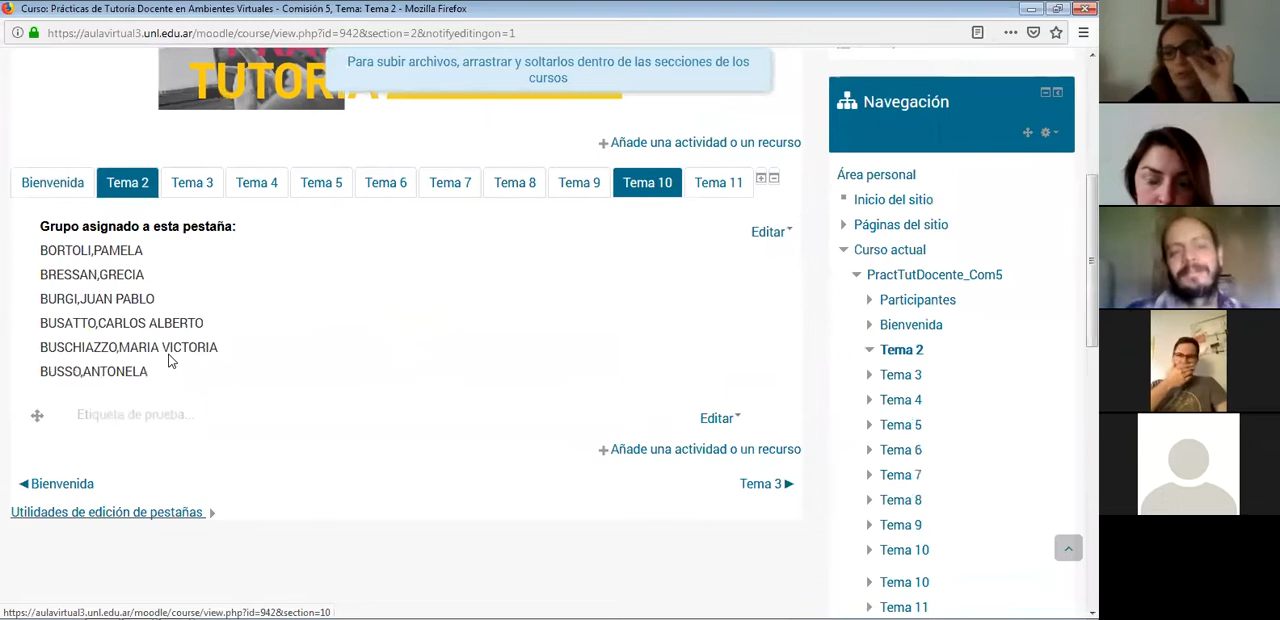 Curso: Prácticas de Tutoría Docente en Ambientes Virtuales - Comisión 5, Tema: Tema 2 - Mozilla Firefox
https://aulavirtual3.unl.edu.ar/moodle/course/view.php?id=942&section=2&notifyeditingon=1
TUTORÍA
Para subir archivos, arrastrar y soltarlos dentro de las secciones de los
cursos
Añade una actividad o un recurso
Bienvenida Tema 2 Tema 3 Tema 4 Tema 5 Tema 6 Tema 7 Tema 8 Tema 9 Tema 10 Tema 11
Grupo asignado a esta pestaña:
Editar
BORTOLI,PAMELA
BRESSAN,GRECIA
BURGI,JUAN PABLO
BUSATTO,CARLOS ALBERTO
BUSCHIAZZO,MARIA VICTORIA
BUSSO,ANTONELA
Etiqueta de prueba...
Editar
Añade una actividad o un recurso
◀ Bienvenida
Tema 3 ▶
Utilidades de edición de pestañas
Navegación
Área personal
Inicio del sitio
Páginas del sitio
Curso actual
PractTutDocente_Com5
Participantes
Bienvenida
Tema 2
Tema 3
Tema 4
Tema 5
Tema 6
Tema 7
Tema 8
Tema 9
Tema 10
Tema 10
Tema 11
https://aulavirtual3.unl.edu.ar/moodle/course/view.php?id=942&section=10